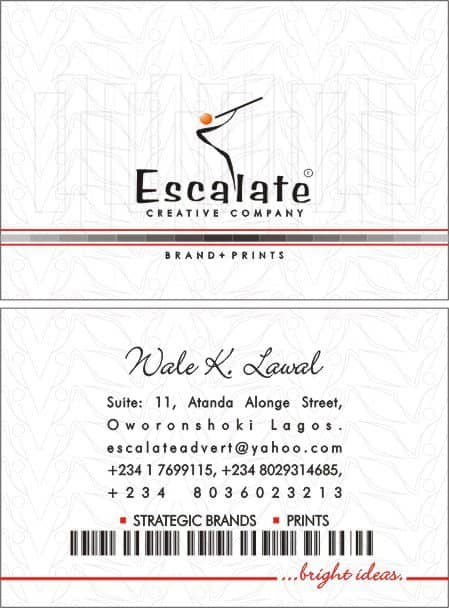 Escalate©
CREATIVE COMPANY
BRAND+PRINTS
Wale K. Lawal
Suite: 11, Atanda Alonge Street,
Oworonshoki Lagos.
escalateadvert@yahoo.com
+234 1 7699115, +234 8029314685,
+234 8036023213
STRATEGIC BRANDS PRINTS
...bright ideas.